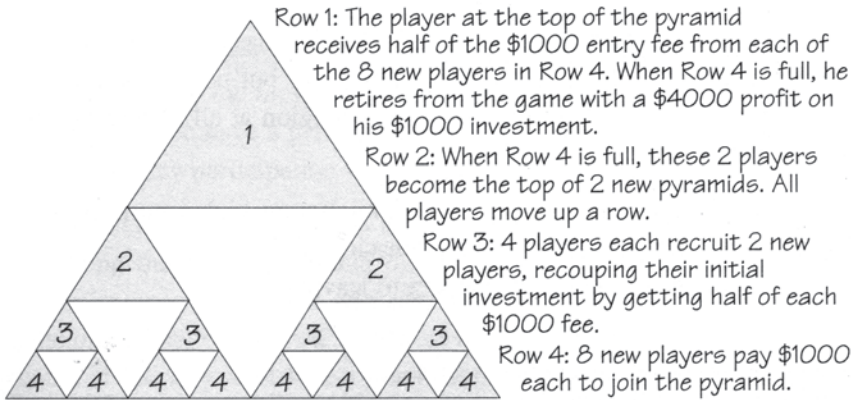 Row 1: The player at the top of the pyramid
receives half of the $1000 entry fee from each of
the 8 new players in Row 4. When Row 4 is full, he
retires from the game with a $4000 profit on
his $1000 investment.
1
Row 2: When Row 4 is full, these 2 players
become the top of 2 new pyramids. All
players move up a row.
2 2
Row 3: 4 players each recruit 2 new
players, recouping their initial
investment by getting half of each
$1000 fee.
3 3 3 3
Row 4: 8 new players pay $1000
each to join the pyramid.
4 4 4 4 4 4 4 4